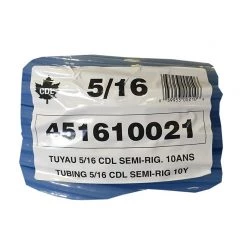 CDL
5/16
451610021
TUYAU 5/16 CDL SEMI-RIG. 10ANS
TUBING 5/16 CDL SEMI-RIG 10Y